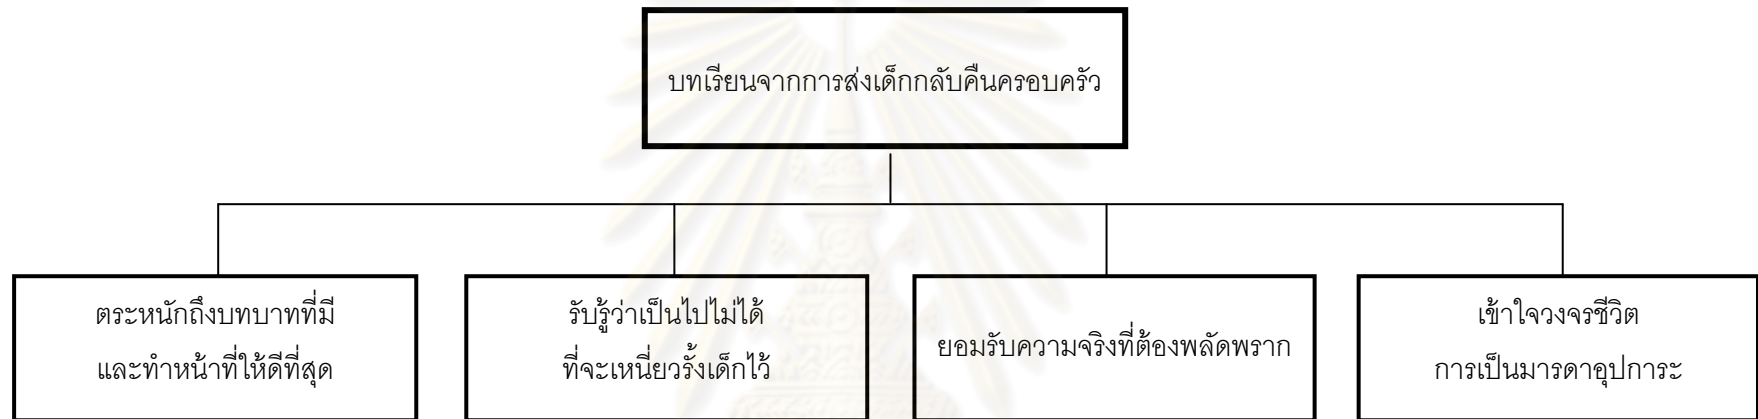 บทเรียนจากการส่งเด็กกลับคืนครอบครัว
ตระหนักถึงบทบาทที่มี
และทำหน้าที่ให้ดีที่สุด
รับรู้ว่าเป็นไปไม่ได้
ที่จะเหนี่ยวรั้งเด็กไว้
ยอมรับความจริงที่ต้องพลัดพราก
เข้าใจวงจรชีวิต
การเป็นมารดาอุปการะ